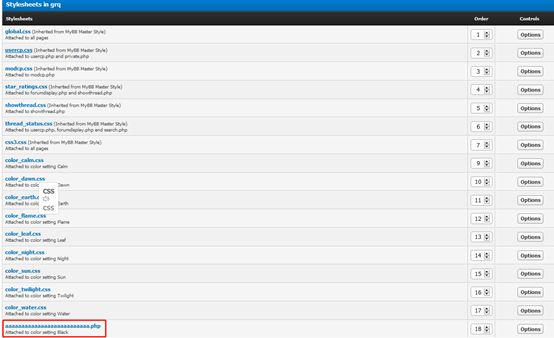 Stylesheets in grq
Stylesheets Order Controls
global.css (Inherited from MyBB Master Style)
Attached to all pages
1 Options
usercp.css (Inherited from MyBB Master Style)
Attached to usercp.php and private.php
2 Options
modcp.css (Inherited from MyBB Master Style)
Attached to modcp.php
3 Options
star_ratings.css (Inherited from MyBB Master Style)
Attached to forumdisplay.php and showthread.php
4 Options
showthread.css (Inherited from MyBB Master Style)
Attached to showthread.php
5 Options
thread_status.css (Inherited from MyBB Master Style)
Attached to usercp.php, forumdisplay.php and search.php
6 Options
css3.css (Inherited from MyBB Master Style)
Attached to all pages
7 Options
color_calm.css
Attached to color setting Calm
9 Options
color_dawn.css
Attached to color Dawn
10 Options
color_earth.c
Attached to color Earth
11 Options
CSS
CSS
color_flame.css
Attached to color setting Flame
12 Options
color_leaf.css
Attached to color setting Leaf
13 Options
color_night.css
Attached to color setting Night
14 Options
color_sun.css
Attached to color setting Sun
15 Options
color_twilight.css
Attached to color setting Twilight
16 Options
color_water.css
Attached to color setting Water
17 Options
Attached to color setting Black
18 Options